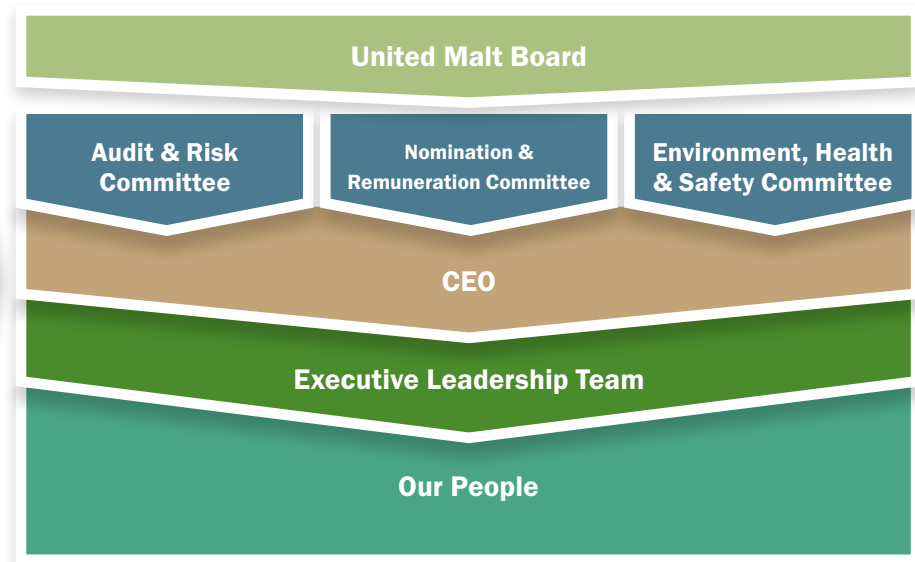 United Malt Board
Audit & Risk
Committee
Nomination &
Remuneration Committee
Environment, Health
& Safety Committee
CEO
Executive Leadership Team
Our People